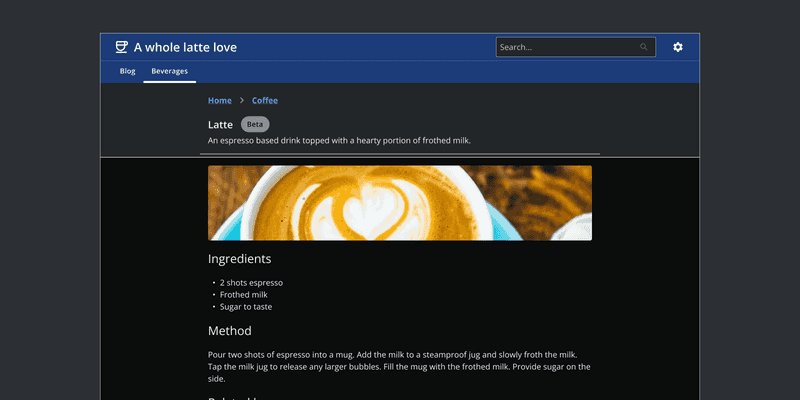 A whole latte love
Search...
Blog
Beverages
Home > Coffee
Latte Beta
An espresso based drink topped with a hearty portion of frothed milk.
Ingredients
• 2 shots espresso
• Frothed milk
• Sugar to taste
Method
Pour two shots of espresso into a mug. Add the milk to a steamproof jug and slowly froth the milk.
Tap the milk jug to release any larger bubbles. Fill the mug with the frothed milk. Provide sugar on the
side.